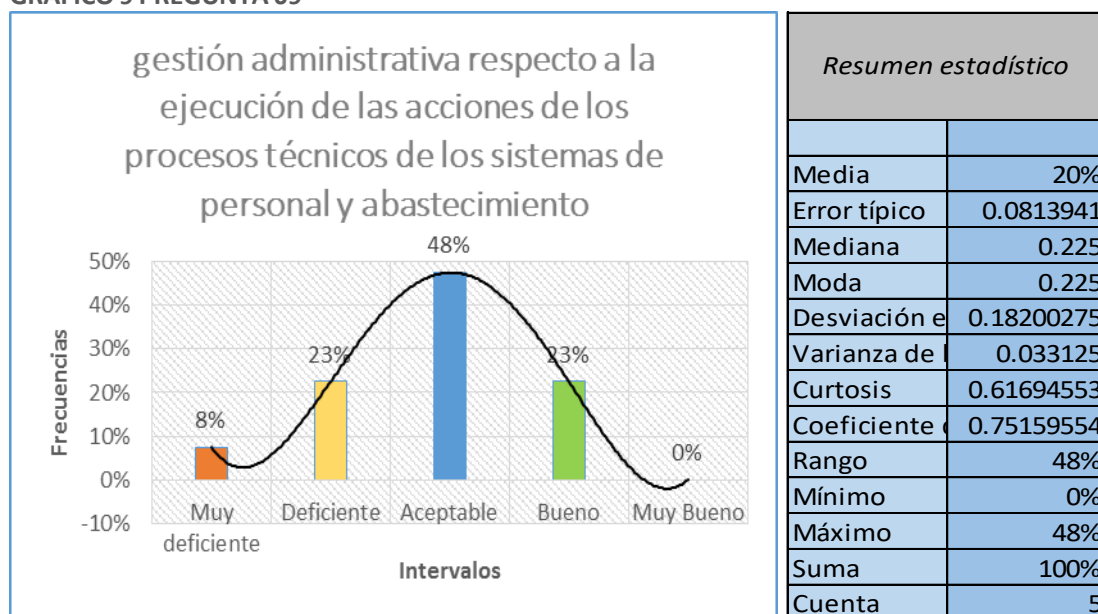 gestión administrativa respecto a la
ejecución de las acciones de los
procesos técnicos de los sistemas de
personal y abastecimiento
48%
50%
40%
30%
20%
10%
0%
-10%
8%
23%
23%
0%
Frecuencias
Muy deficiente
Deficiente
Aceptable
Bueno
Muy Bueno
Intervalos
Resumen estadístico
Media 20%
Error típico 0.0813941
Mediana 0.225
Moda 0.225
Desviación e 0.18200275
Varianza de l 0.033125
Curtosis 0.61694553
Coeficiente 0.75159554
Rango 48%
Mínimo 0%
Máximo 48%
Suma 100%
Cuenta 5